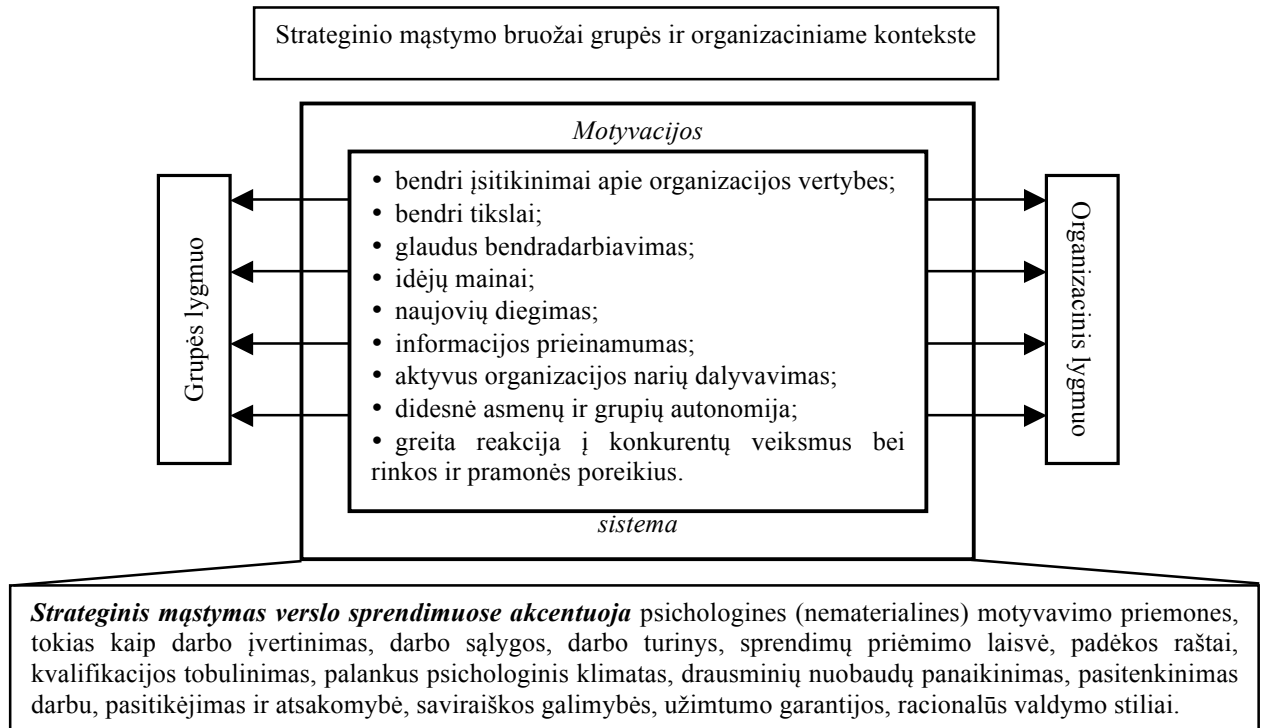 Strateginio mąstymo bruožai grupės ir organizaciniame kontekste
Motyvacijos
Grupės lygmuo
• bendri įsitikinimai apie organizacijos vertybes;
• bendri tikslai;
• glaudus bendradarbiavimas;
• idėjų mainai;
• naujovių diegimas;
• informacijos prieinamumas;
• aktyvus organizacijos narių dalyvavimas;
• didesnė asmenų ir grupių autonomija;
• greita reakcija į konkurentų veiksmus bei
rinkos ir pramonės poreikius.
Organizacinis lygmuo
sistema
Strateginis mąstymas verslo sprendimuose akcentuoja psichologines (nematerialines) motyvavimo priemones,
tokias kaip darbo įvertinimas, darbo sąlygos, darbo turinys, sprendimų priėmimo laisvė, padėkos raštai,
kvalifikacijos tobulinimas, palankus psichologinis klimatas, drausminių nuobaudų panaikinimas, pasitenkinimas
darbu, pasitikėjimas ir atsakomybė, saviraiškos galimybės, užimtumo garantijos, racionalūs valdymo stiliai.